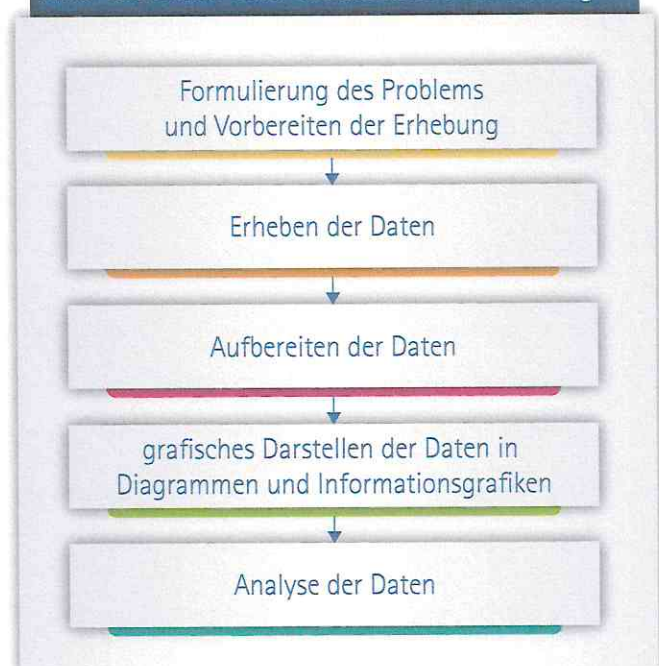 Formulierung des Problems
und Vorbereiten der Erhebung
Erheben der Daten
Aufbereiten der Daten
grafisches Darstellen der Daten in
Diagrammen und Informationsgrafiken
Analyse der Daten